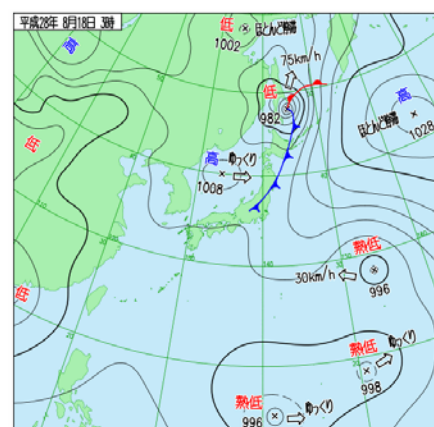 平成28年 8月18日 3時
低
1002
ほとんど停滞
高
75km/h
低
982
高
ほとんど停滞
1028
低
高
ゆっくり
1008
熱低
30km/h
996
低
熱低
ゆっくり
998
熱低
ゆっくり
996